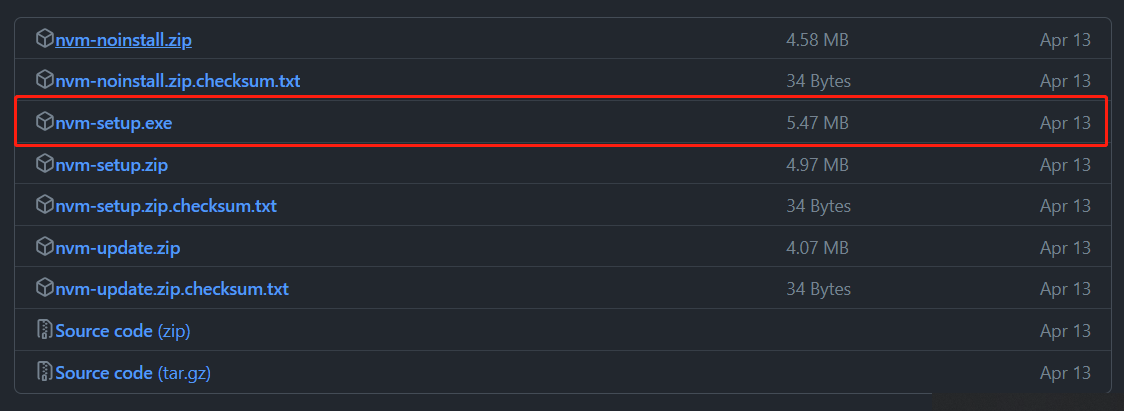 nvm-noinstall.zip 4.58 MB Apr 13
nvm-noinstall.zip.checksum.txt 34 Bytes Apr 13
nvm-setup.exe 5.47 MB Apr 13
nvm-setup.zip 4.97 MB Apr 13
nvm-setup.zip.checksum.txt 34 Bytes Apr 13
nvm-update.zip 4.07 MB Apr 13
nvm-update.zip.checksum.txt 34 Bytes Apr 13
Source code (zip) Apr 13
Source code (tar.gz) Apr 13